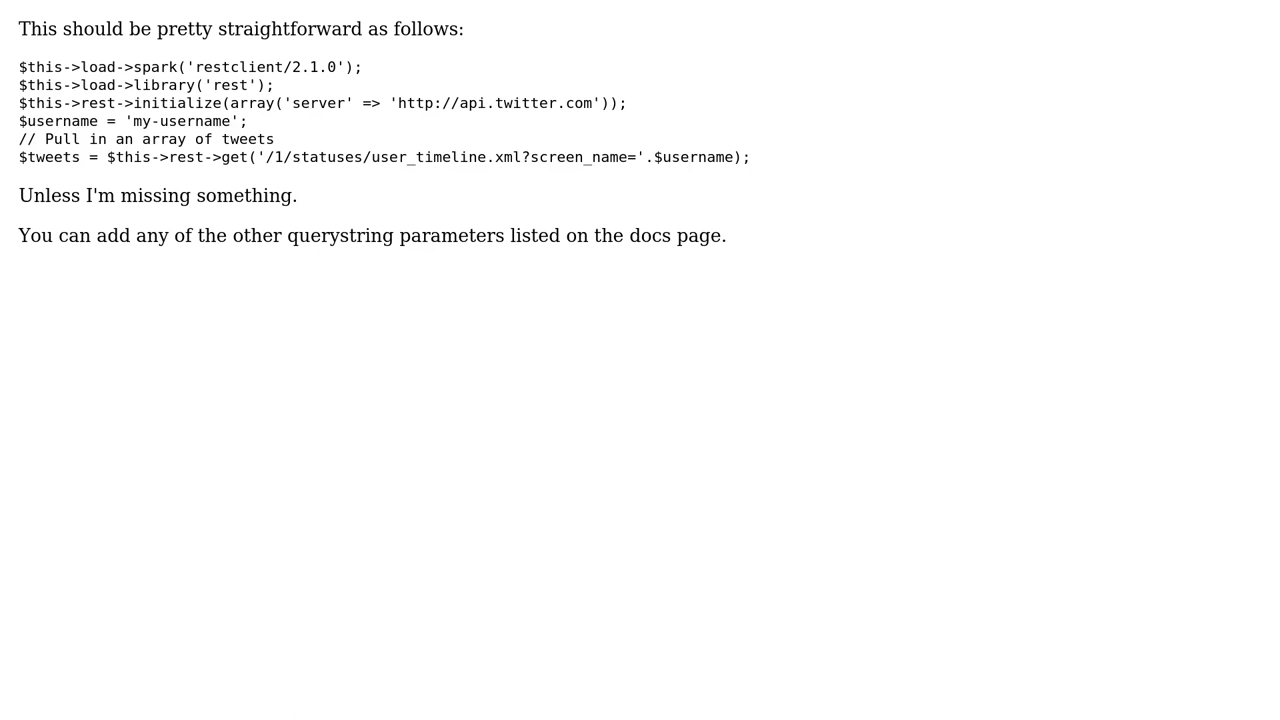 This should be pretty straightforward as follows:
$this->load->spark('restclient/2.1.0');
$this->load->library('rest');
$this->rest->initialize(array('server' => 'http://api.twitter.com'));
$username = 'my-username';
// Pull in an array of tweets
$tweets = $this->rest->get('/1/statuses/user_timeline.xml?screen_name='.$username);
Unless I'm missing something.
You can add any of the other querystring parameters listed on the docs page.